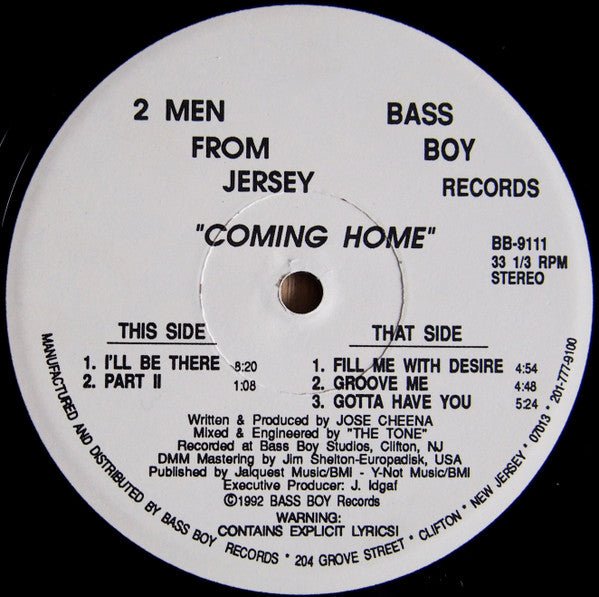 2 MEN
FROM
JERSEY
BASS
BOY
RECORDS
"COMING HOME"
BB-9111
33 1/3 RPM
STEREO
THIS SIDE
1. I'LL BE THERE 8:20
2. PART II 1:08
THAT SIDE
1. FILL ME WITH DESIRE 4:54
2. GROOVE ME 4:48
3. GOTTA HAVE YOU 5:24
Written & Produced by JOSE CHEENA
Mixed & Engineered by "THE TONE"
Recorded at Bass Boy Studios, Clifton, NJ
DMM Mastering by Jim Shelton-Europadisk, USA
Published by Jalquest Music/BMI - Y-Not Music/BMI
Executive Producer: J. Idgaf
©1992 BASS BOY Records
WARNING:
CONTAINS EXPLICIT LYRICS!
MANUFACTURED AND DISTRIBUTED BY BASS BOY RECORDS * 204 GROVE STREET * CLIFTON * NEW JERSEY * 07013 * 201-777-9100